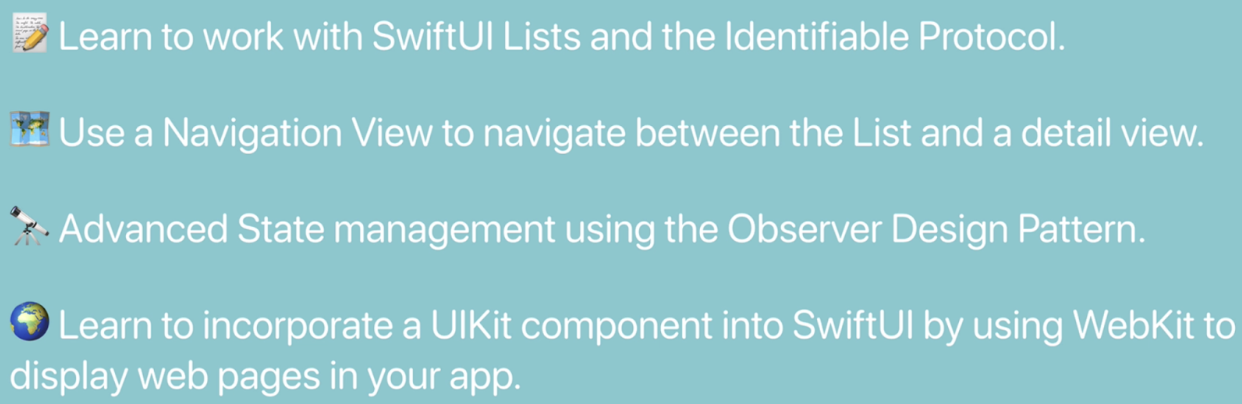 📝 Learn to work with SwiftUI Lists and the Identifiable Protocol.
🗺️ Use a Navigation View to navigate between the List and a detail view.
🔭 Advanced State management using the Observer Design Pattern.
🌍 Learn to incorporate a UIKit component into SwiftUI by using WebKit to
display web pages in your app.